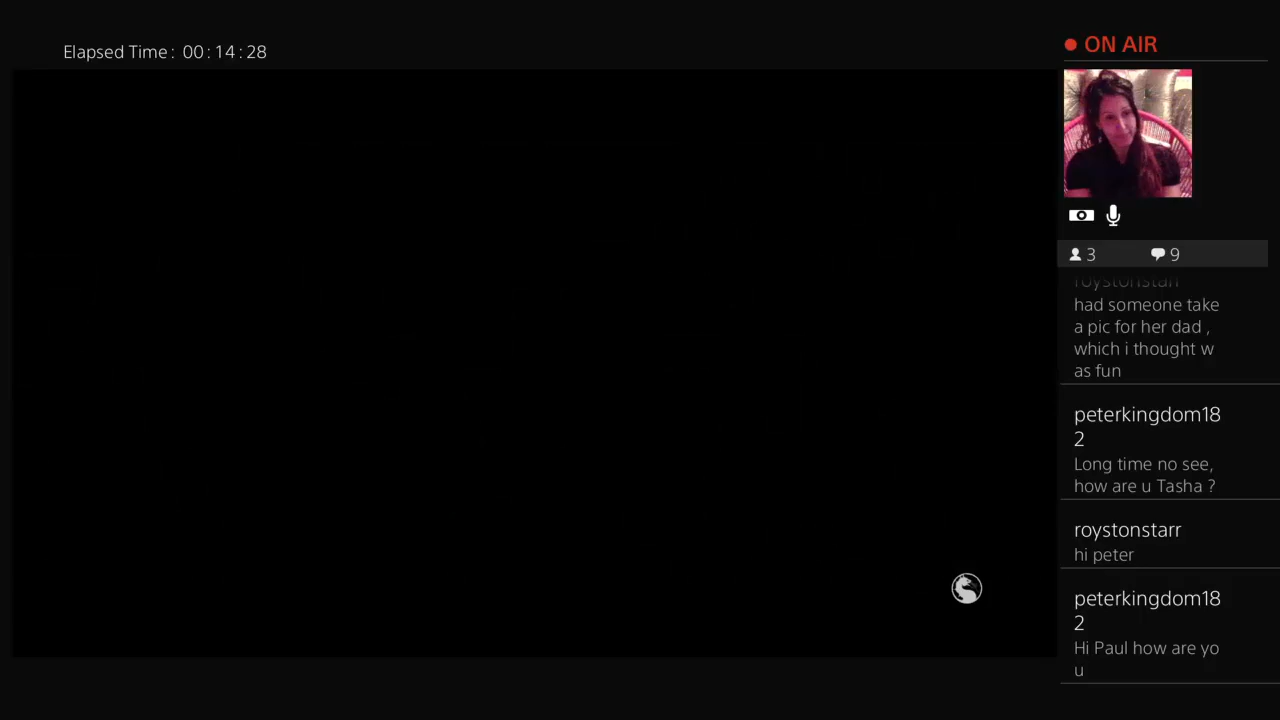 Elapsed Time: 00:14:28
ON AIR
3 9
roystonstarr
had someone take
a pic for her dad ,
which i thought w
as fun
peterkingdom18
2
Long time no see,
how are u Tasha ?
roystonstarr
hi peter
peterkingdom18
2
Hi Paul how are yo
u